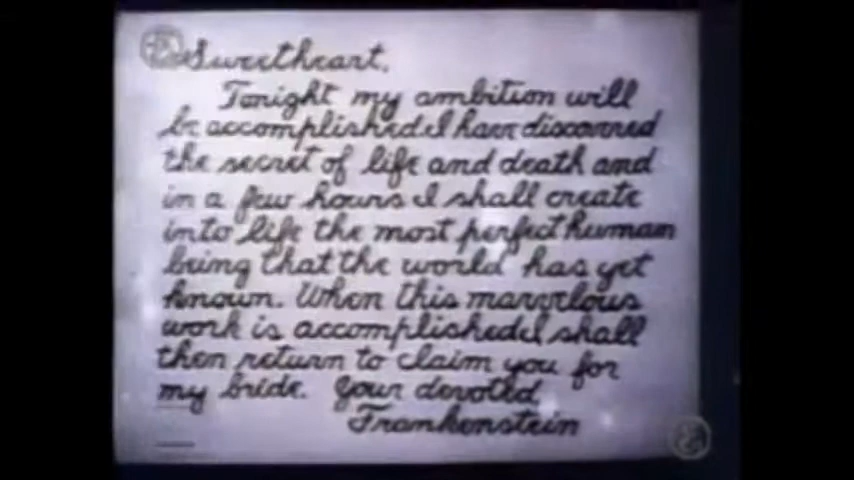 Sweetheart.
Tonight my ambition will
be accomplished I have discovered
the secret of life and death and
in a few hours I shall create
into life the most perfect human
being that the world has yet
known. When this marvelous
work is accomplished I shall
then return to claim you for
my bride. Your devoted
Frankenstein